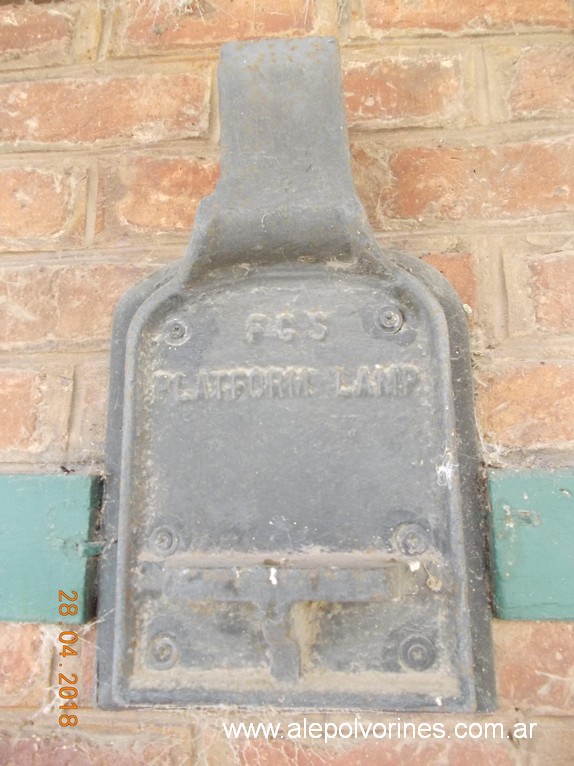 FCS
PLATFORM LAMP
28.04.2018
www.alepolvorines.com.ar